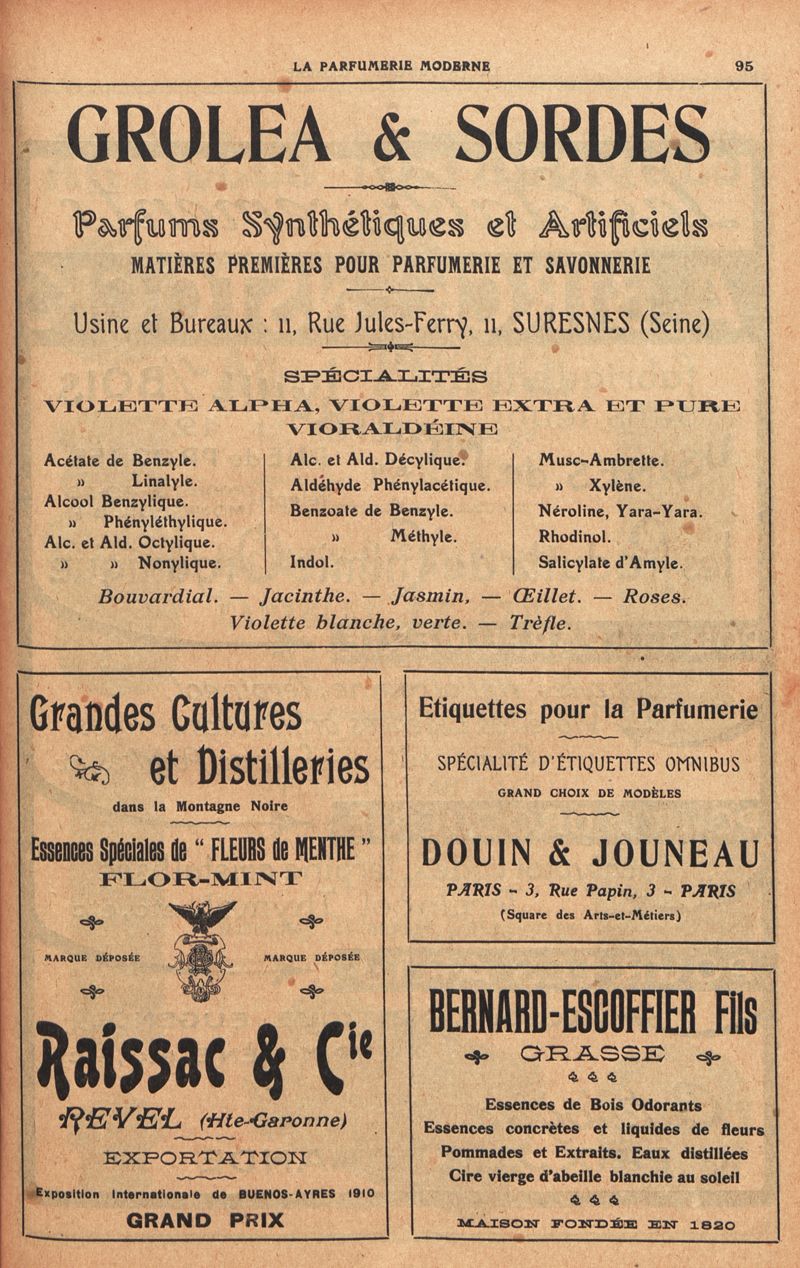 LA PARFUMERIE MODERNE 95
GROLEA & SORDES
Parfums Synthétiques et Artificiels
MATIÈRES PREMIÈRES POUR PARFUMERIE ET SAVONNERIE
Usine et Bureaux : 11, Rue Jules-Ferry, 11, SURESNES (Seine)
SPÉCIALITÉS
VIOLETTE ALPHA, VIOLETTE EXTRA ET PURE
VIORALDÉINE
Acétate de Benzyle.
» Linalyle.
Alcool Benzylique.
» Phényléthylique.
Alc. et Ald. Octylique.
» » Nonylique.
Alc. et Ald. Décylique.
Aldéhyde Phénylacétique.
Benzoate de Benzyle.
» Méthyle.
Indol.
Musc-Ambrette.
» Xylène.
Néroline, Yara-Yara.
Rhodinol.
Salicylate d'Amyle.
Bouvardial. — Jacinthe. — Jasmin, — Œillet. — Roses.
Violette blanche, verte. — Trèfle.
Grandes Cultures
et Distilleries
dans la Montagne Noire
Essences Spéciales de “ FLEURS de MENTHE ”
FLOR-MINT
MARQUE DÉPOSÉE MARQUE DÉPOSÉE
Raissac & Cie
REVEL (Hte-Garonne)
EXPORTATION
Exposition Internationale de BUENOS-AYRES 1910
GRAND PRIX
Etiquettes pour la Parfumerie
SPÉCIALITÉ D'ÉTIQUETTES OMNIBUS
GRAND CHOIX DE MODÈLES
DOUIN & JOUNEAU
PARIS - 3, Rue Papin, 3 - PARIS
(Square des Arts-et-Métiers)
BERNARD-ESCOFFIER Fils
GRASSE
Essences de Bois Odorants
Essences concrètes et liquides de fleurs
Pommades et Extraits. Eaux distillées
Cire vierge d'abeille blanchie au soleil
MAISON FONDÉE EN 1820